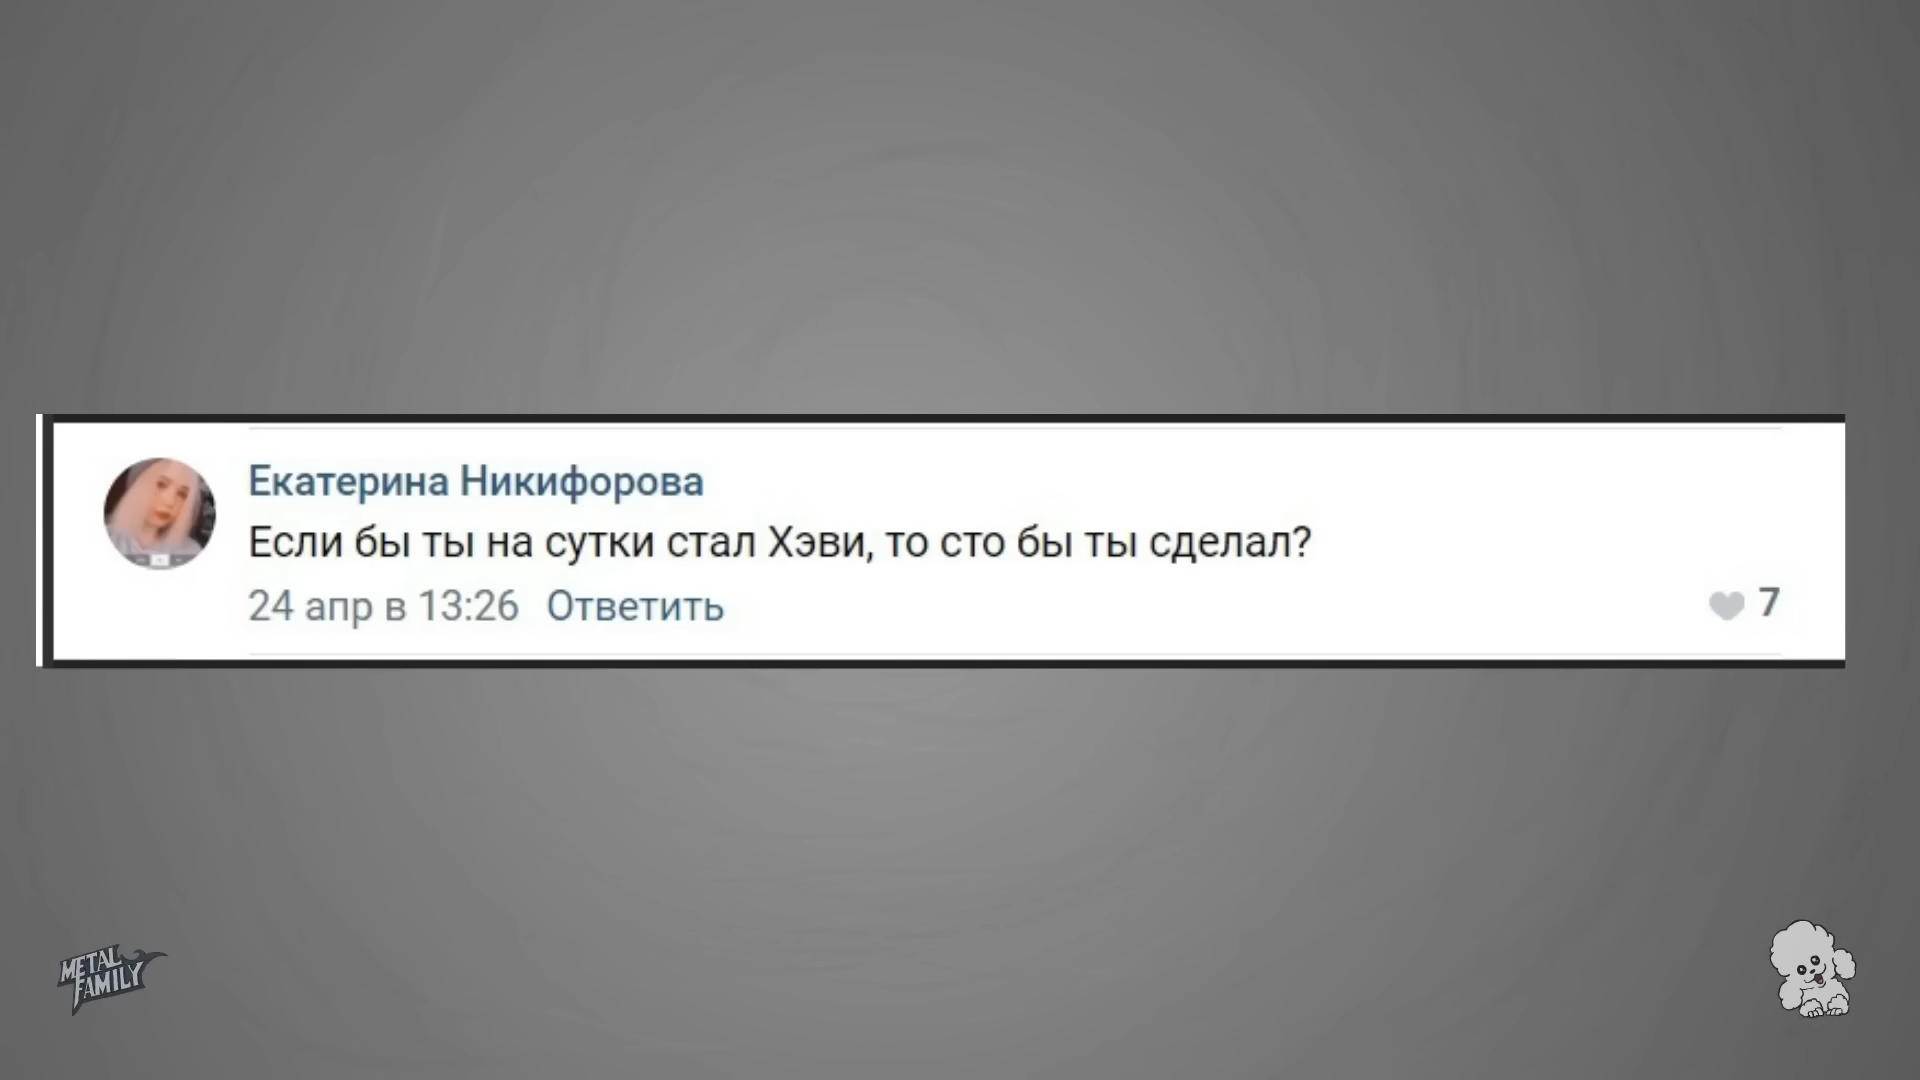 Екатерина Никифорова
Если бы ты на сутки стал Хэви, то сто бы ты сделал?
24 апр в 13:26 Ответить 7
METAL
FAMILY